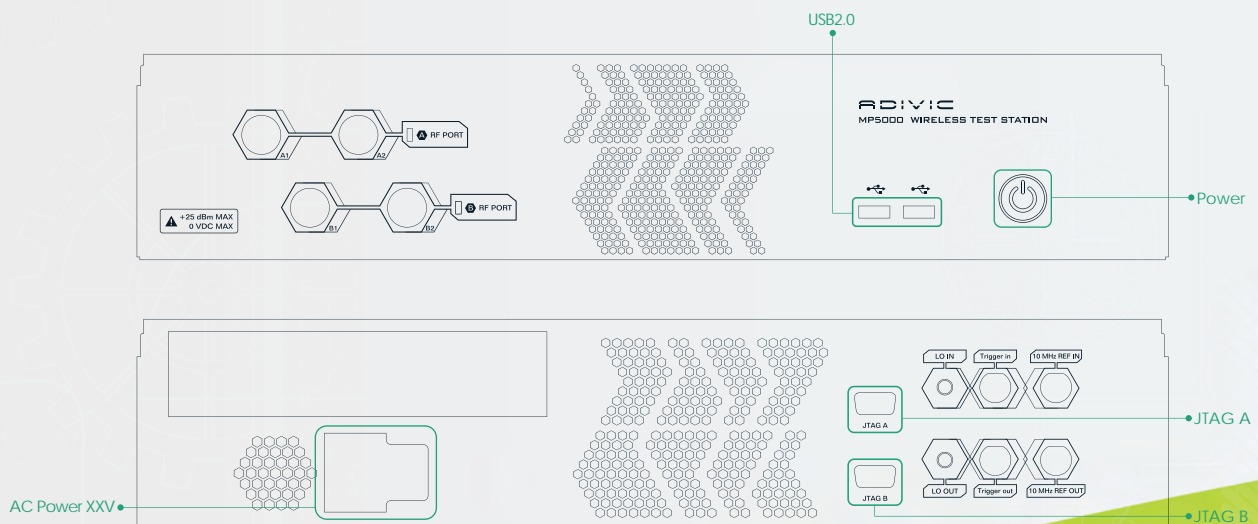 USB2.0
ADIVIC
MP5000 WIRELESS TEST STATION
A RF PORT
A1
A2
B RF PORT
B1
B2
+25 dBm MAX
0 VDC MAX
Power
LO IN
Trigger in
10 MHz REF IN
JTAG A
JTAG A
JTAG B
LO OUT
Trigger out
10 MHz REF OUT
AC Power XXV
JTAG B